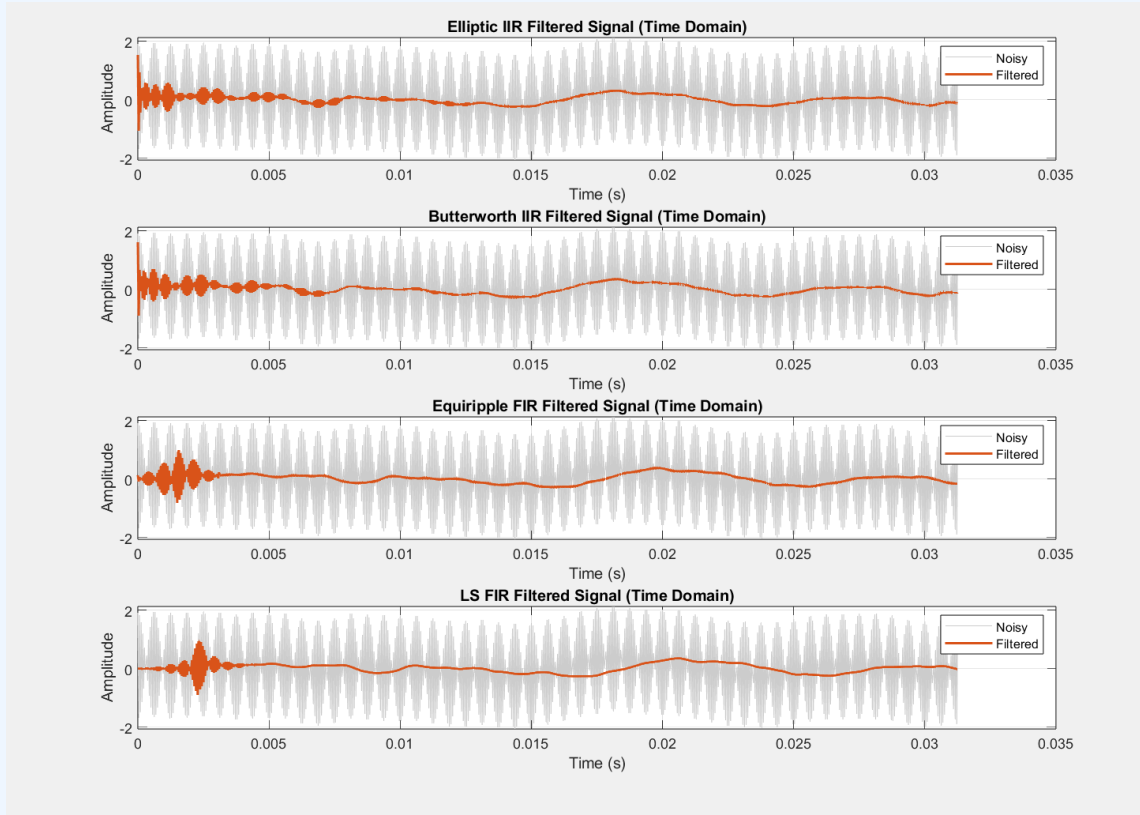 Elliptic IIR Filtered Signal (Time Domain)
2
0
-2
Amplitude
Noisy
Filtered
0 0.005 0.01 0.015 0.02 0.025 0.03 0.035
Time (s)
Butterworth IIR Filtered Signal (Time Domain)
2
0
-2
Amplitude
Noisy
Filtered
0 0.005 0.01 0.015 0.02 0.025 0.03 0.035
Time (s)
Equiripple FIR Filtered Signal (Time Domain)
2
0
-2
Amplitude
Noisy
Filtered
0 0.005 0.01 0.015 0.02 0.025 0.03 0.035
Time (s)
LS FIR Filtered Signal (Time Domain)
2
0
-2
Amplitude
Noisy
Filtered
0 0.005 0.01 0.015 0.02 0.025 0.03 0.035
Time (s)